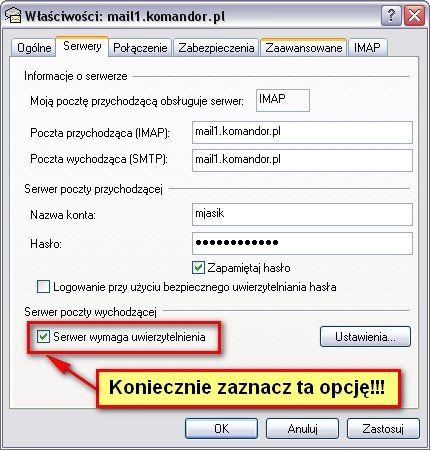 Właściwości: mail1.komandor.pl
Ogólne Serwery Połączenie Zabezpieczenia Zaawansowane IMAP
Informacje o serwerze
Moją pocztę przychodzącą obsługuje serwer: IMAP
Poczta przychodząca (IMAP): mail1.komandor.pl
Poczta wychodząca (SMTP): mail1.komandor.pl
Serwer poczty przychodzącej
Nazwa konta: mjasik
Hasło: ●●●●●●●●●●●●
Zapamiętaj hasło
Logowanie przy użyciu bezpiecznego uwierzytelniania hasła
Serwer poczty wychodzącej
Serwer wymaga uwierzytelnienia Ustawienia...
Koniecznie zaznacz ta opcję!!!
OK Anuluj Zastosuj